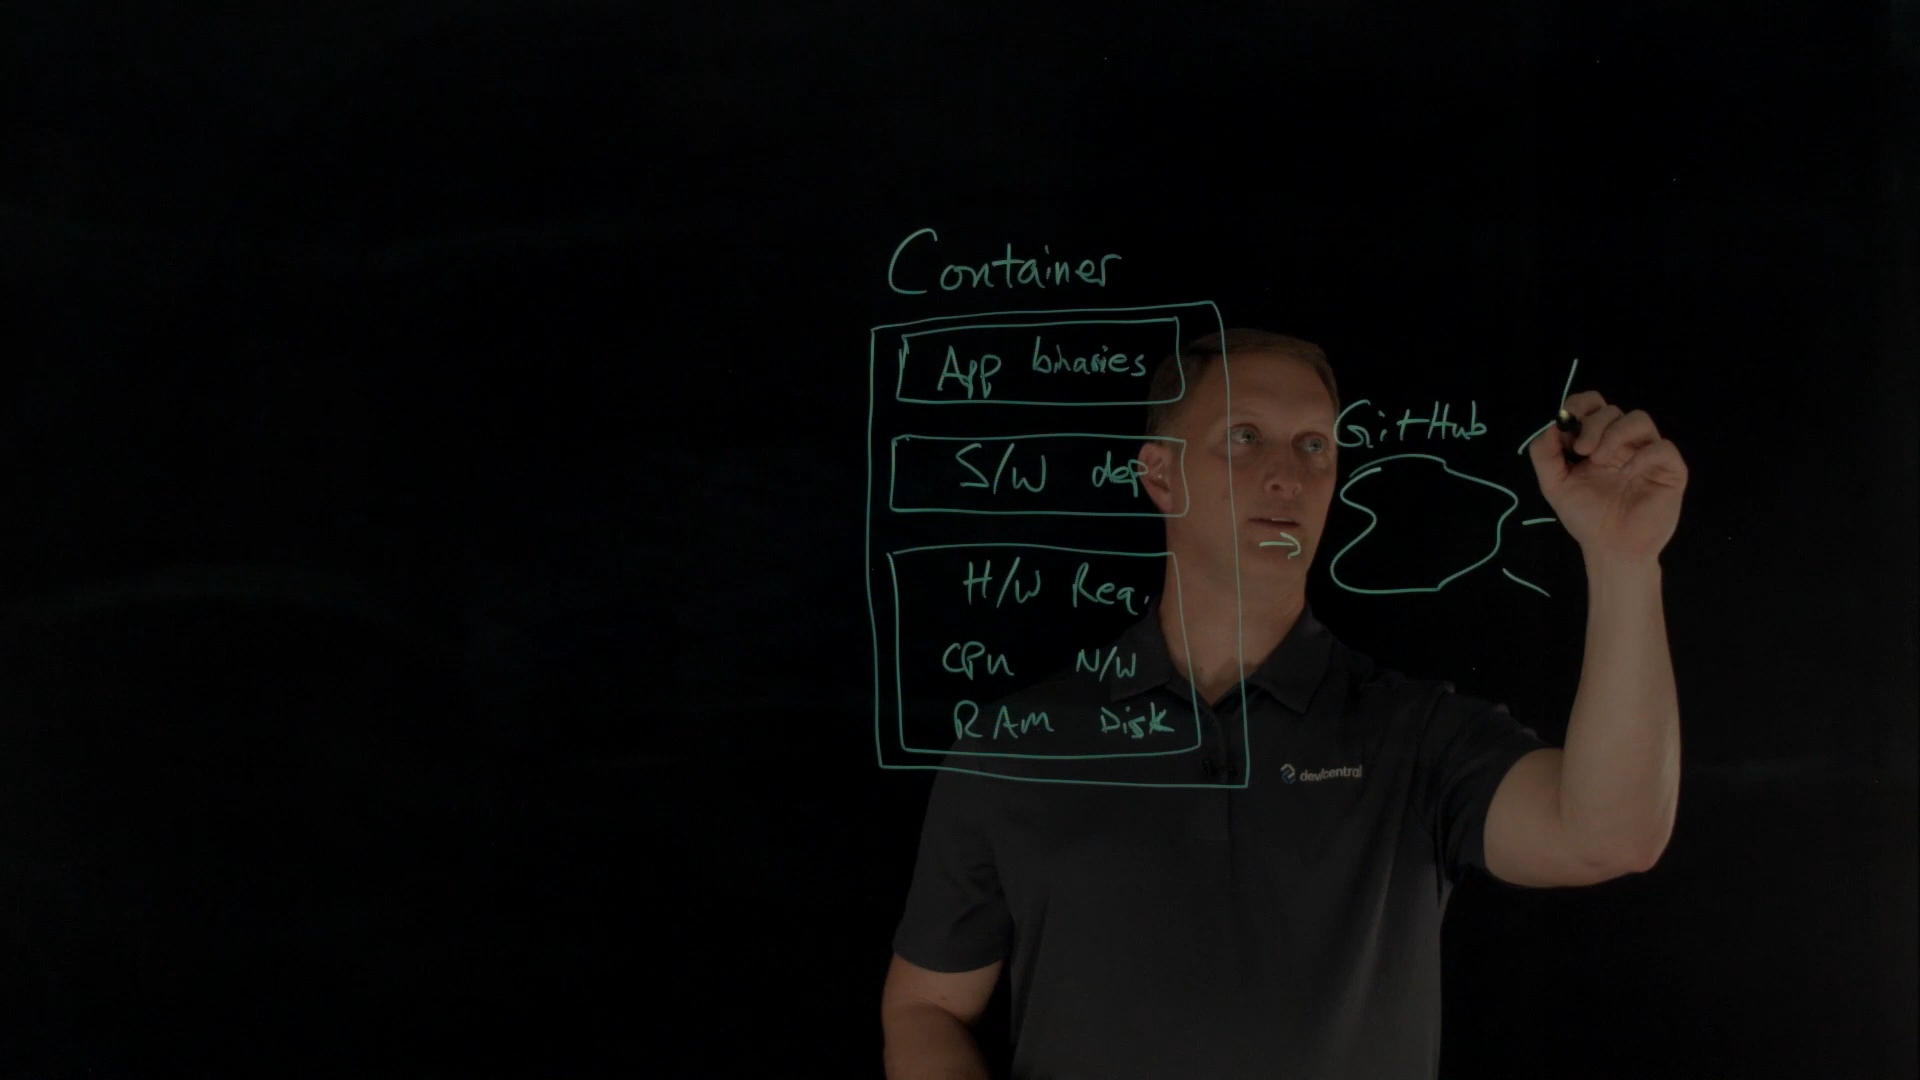 Container
App binaries
S/W dep
GitHub
H/W Req.
CPU N/W
RAM Disk
devcentral